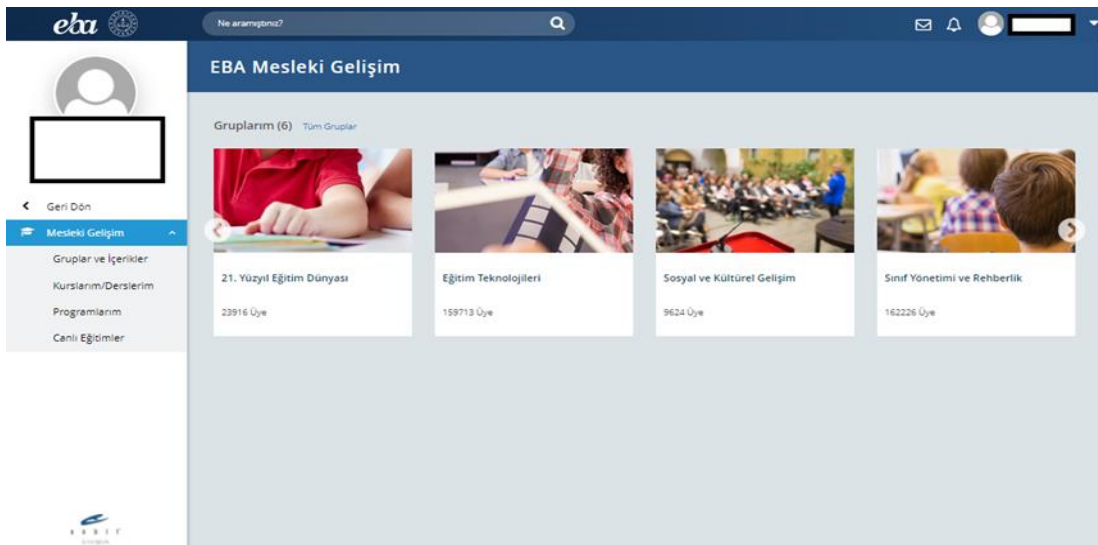 eba
Ne aramıştınız?
EBA Mesleki Gelişim
Gruplarım (6) Tüm Gruplar
Geri Dön
Mesleki Gelişim
Gruplar ve İçerikler
Kurslarım/Derslerim
Programlarım
Canlı Eğitimler
21. Yüzyıl Eğitim Dünyası
23916 Üye
Eğitim Teknolojileri
159713 Üye
Sosyal ve Kültürel Gelişim
9624 Üye
Sınıf Yönetimi ve Rehberlik
162226 Üye